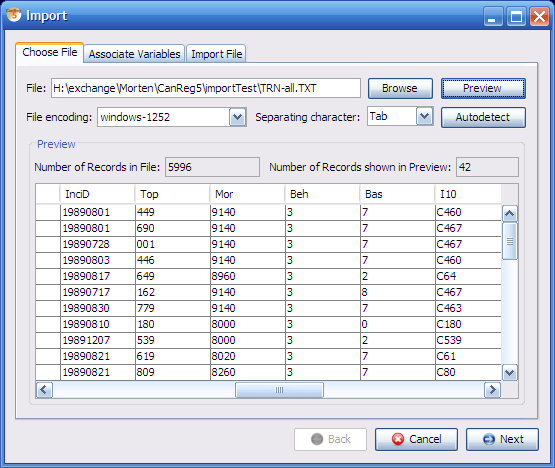 Import
Choose File Associate Variables Import File
File: H:\exchange\Morten\CanReg5\importTest\TRN-all.TXT Browse Preview
File encoding: windows-1252 Separating character: Tab Autodetect
Preview
Number of Records in File: 5996 Number of Records shown in Preview: 42
InciD Top Mor Beh Bas I10
19890801 449 9140 3 7 C460
19890801 690 9140 3 7 C467
19890728 001 9140 3 7 C467
19890803 446 9140 3 7 C460
19890817 649 8960 3 2 C64
19890717 162 9140 3 8 C467
19890830 779 9140 3 7 C463
19890810 180 8000 3 0 C180
19891207 539 8000 3 2 C539
19890821 619 8020 3 7 C61
19890821 809 8260 3 7 C80
Back Cancel Next